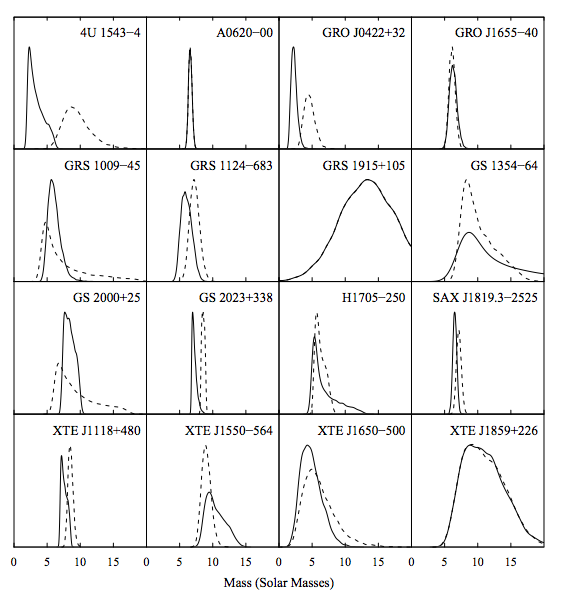 4U 1543−4 A0620−00 GRO J0422+32 GRO J1655−40
GRS 1009−45 GRS 1124−683 GRS 1915+105 GS 1354−64
GS 2000+25 GS 2023+338 H1705−250 SAX J1819.3−2525
XTE J1118+480 XTE J1550−564 XTE J1650−500 XTE J1859+226
0 5 10 15 0 5 10 15 0 5 10 15 0 5 10 15
Mass (Solar Masses)